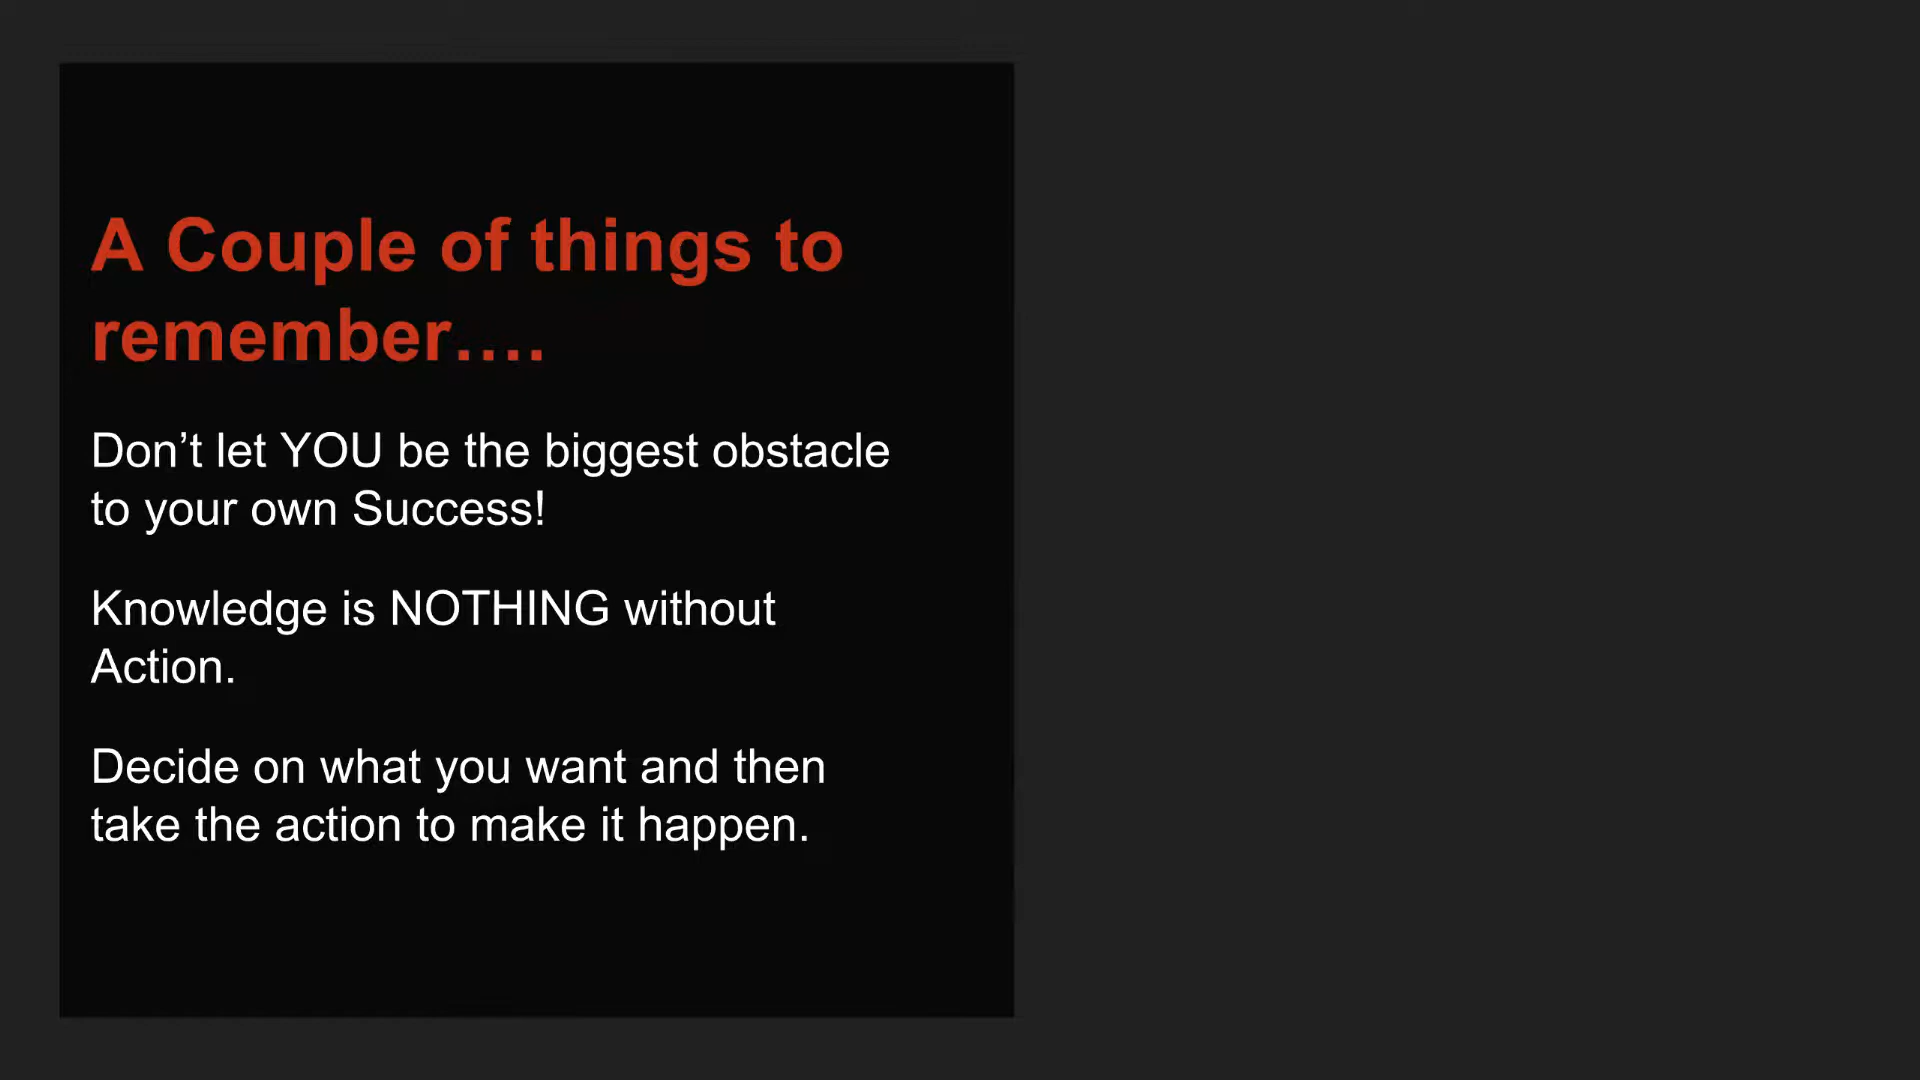 A Couple of things to
remember….
Don’t let YOU be the biggest obstacle
to your own Success!
Knowledge is NOTHING without
Action.
Decide on what you want and then
take the action to make it happen.